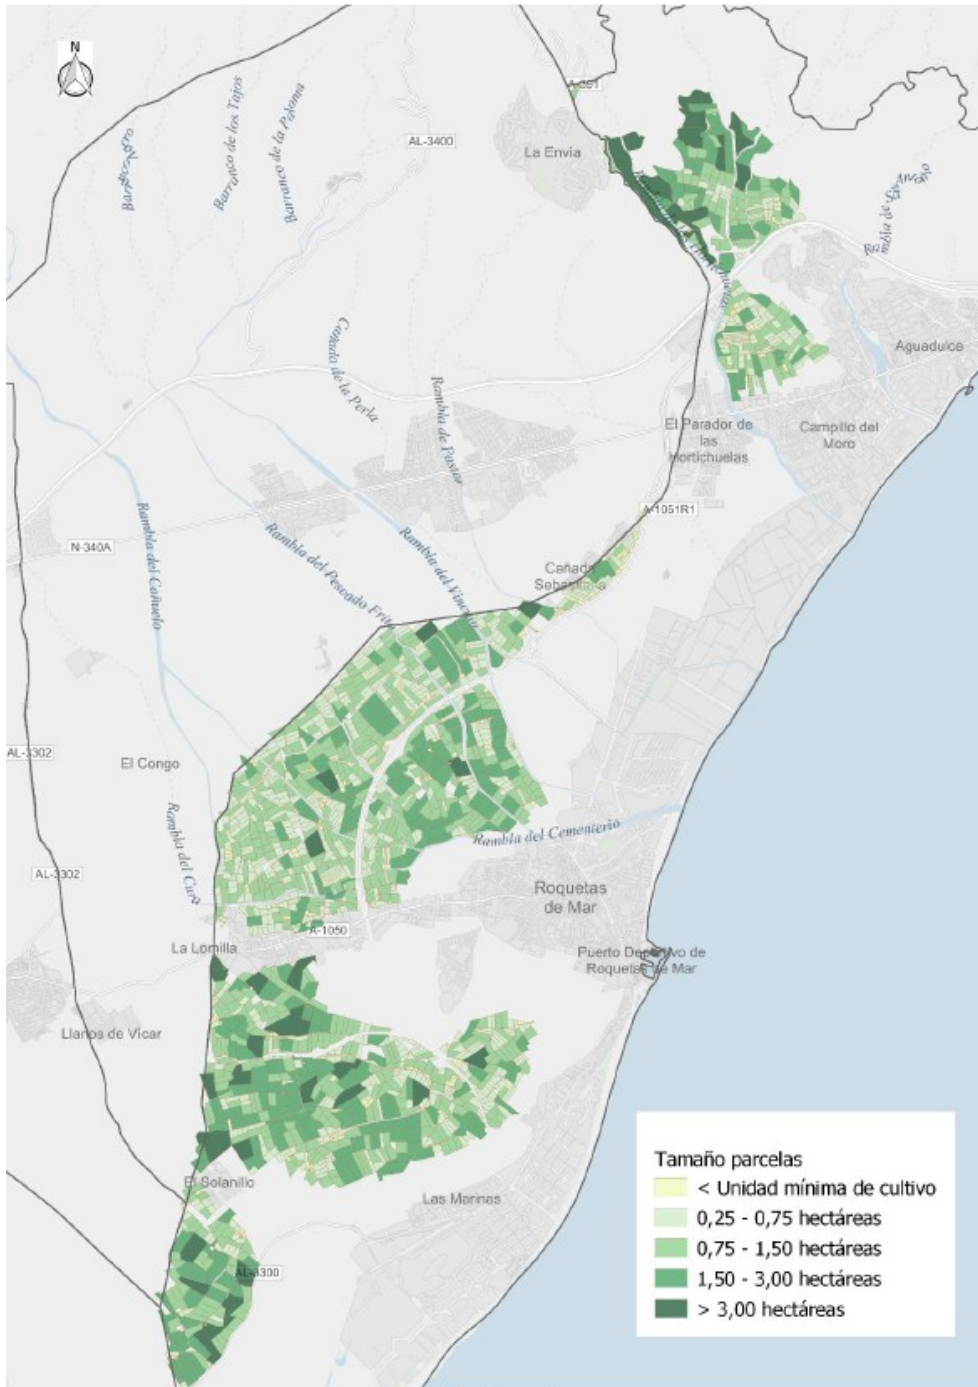 N
A-391
AL-3400
La Envia
Barranco de los Tajos
Barranco de la Paloma
Aguadulce
Cañada de la Perla
Rambla de Pastor
El Parador de
las
Hortichuelas
Campillo del
Moro
A-1051R1
N-340A
Rambla del Cañuelo
Rambla del Pescado Frito
Rambla del Vínculo
Cañada
Sebastiana
AL-3302
El Congo
Rambla del Cura
Rambla del Cementerio
AL-3302
Roquetas
de Mar
A-1050
La Lomilla
Puerto Deportivo de
Roquetas de Mar
Llanos de Vícar
El Solanillo
Las Marinas
AL-3300
Tamaño parcelas
< Unidad mínima de cultivo
0,25 - 0,75 hectáreas
0,75 - 1,50 hectáreas
1,50 - 3,00 hectáreas
> 3,00 hectáreas